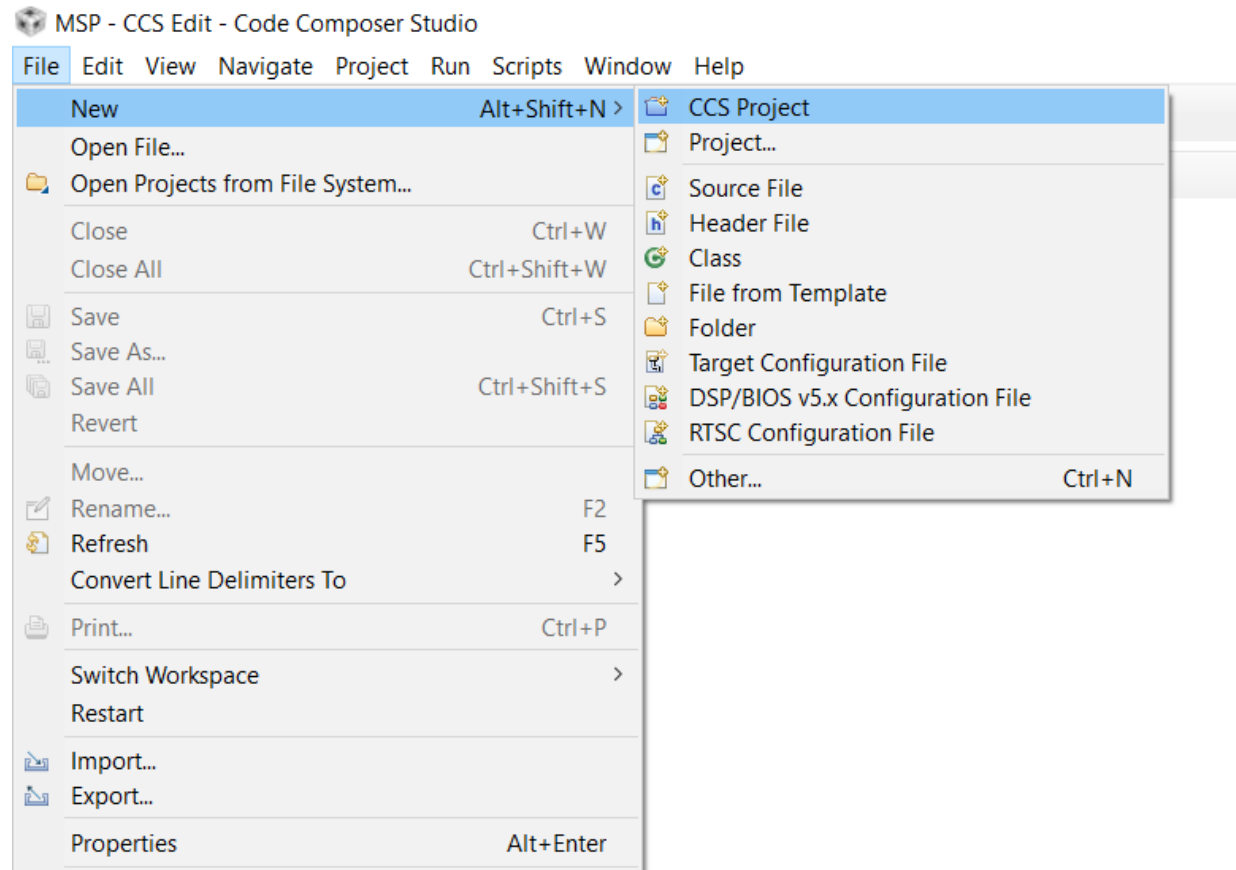 MSP - CCS Edit - Code Composer Studio
File Edit View Navigate Project Run Scripts Window Help
New Alt+Shift+N >
Open File...
Open Projects from File System...
Close Ctrl+W
Close All Ctrl+Shift+W
Save Ctrl+S
Save As...
Save All Ctrl+Shift+S
Revert
Move...
Rename... F2
Refresh F5
Convert Line Delimiters To >
Print... Ctrl+P
Switch Workspace >
Restart
Import...
Export...
Properties Alt+Enter
CCS Project
Project...
Source File
Header File
Class
File from Template
Folder
Target Configuration File
DSP/BIOS v5.x Configuration File
RTSC Configuration File
Other... Ctrl+N